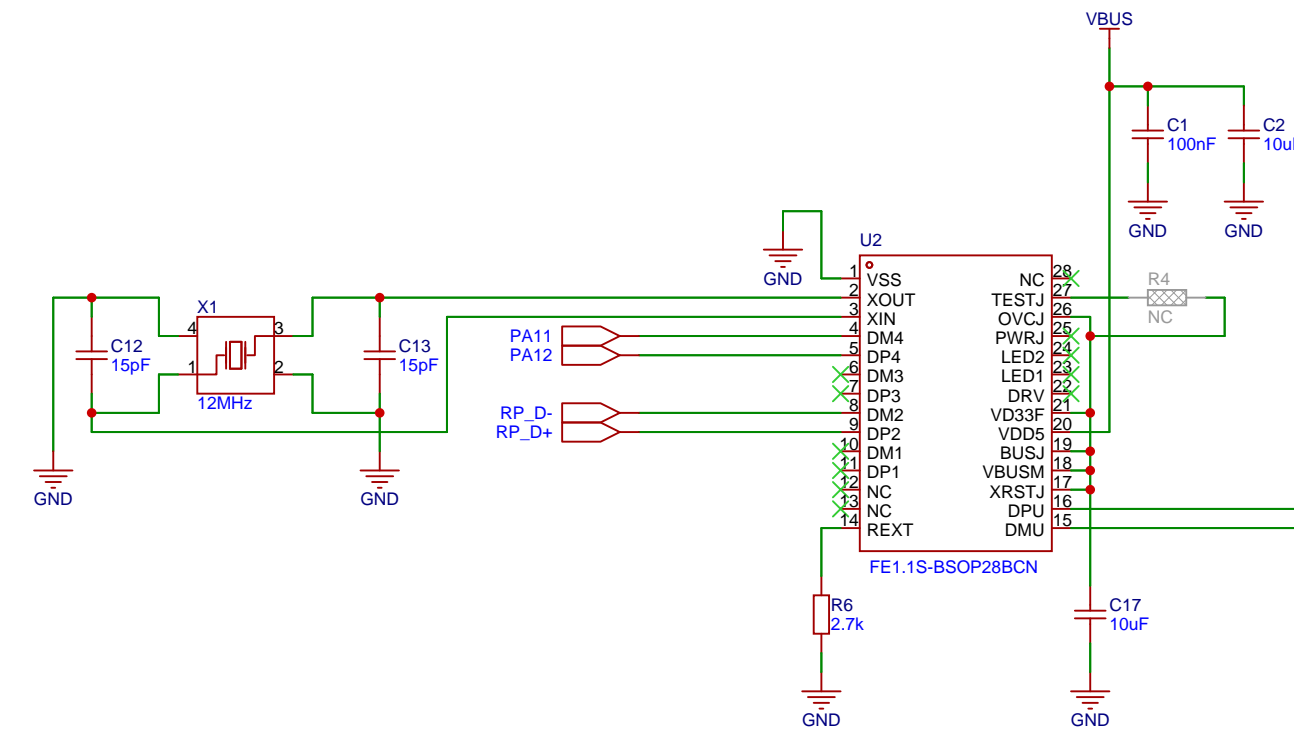 VBUS
C1
100nF
C2
GND
GND
U2
GND
1
VSS
2
XOUT
3
XIN
4
DM4
5
DP4
6
DM3
7
DP3
8
DM2
9
DP2
10
DM1
11
DP1
12
NC
13
NC
14
REXT
NC
28
TESTJ
27
OVCJ
26
PWRJ
25
LED2
24
LED1
23
DRV
22
VD33F
21
VDD5
20
BUSJ
19
VBUSM
18
XRSTJ
17
DPU
16
DMU
15
FE1.1S-BSOP28BCN
R4
NC
X1
4
3
1
2
12MHz
C12
15pF
C13
15pF
GND
GND
PA11
PA12
RP_D-
RP_D+
R6
2.7k
GND
C17
10uF
GND